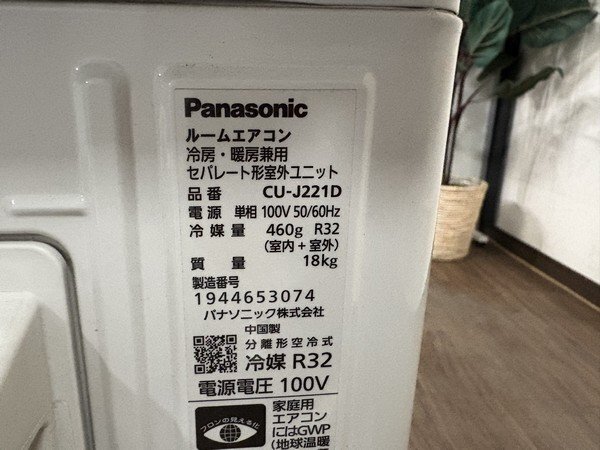 Panasonic
ルームエアコン
冷房・暖房兼用
セパレート形室外ユニット
品番 CU-J221D
電源 単相 100V 50/60Hz
冷媒量 460g R32
(室内+室外)
質量 18kg
製造番号
1944653074
パナソニック株式会社
中国製
分離形空冷式
冷媒 R32
電源電圧 100V
フロンの見える化
家庭用
エアコン
にはGWP
(地球温暖